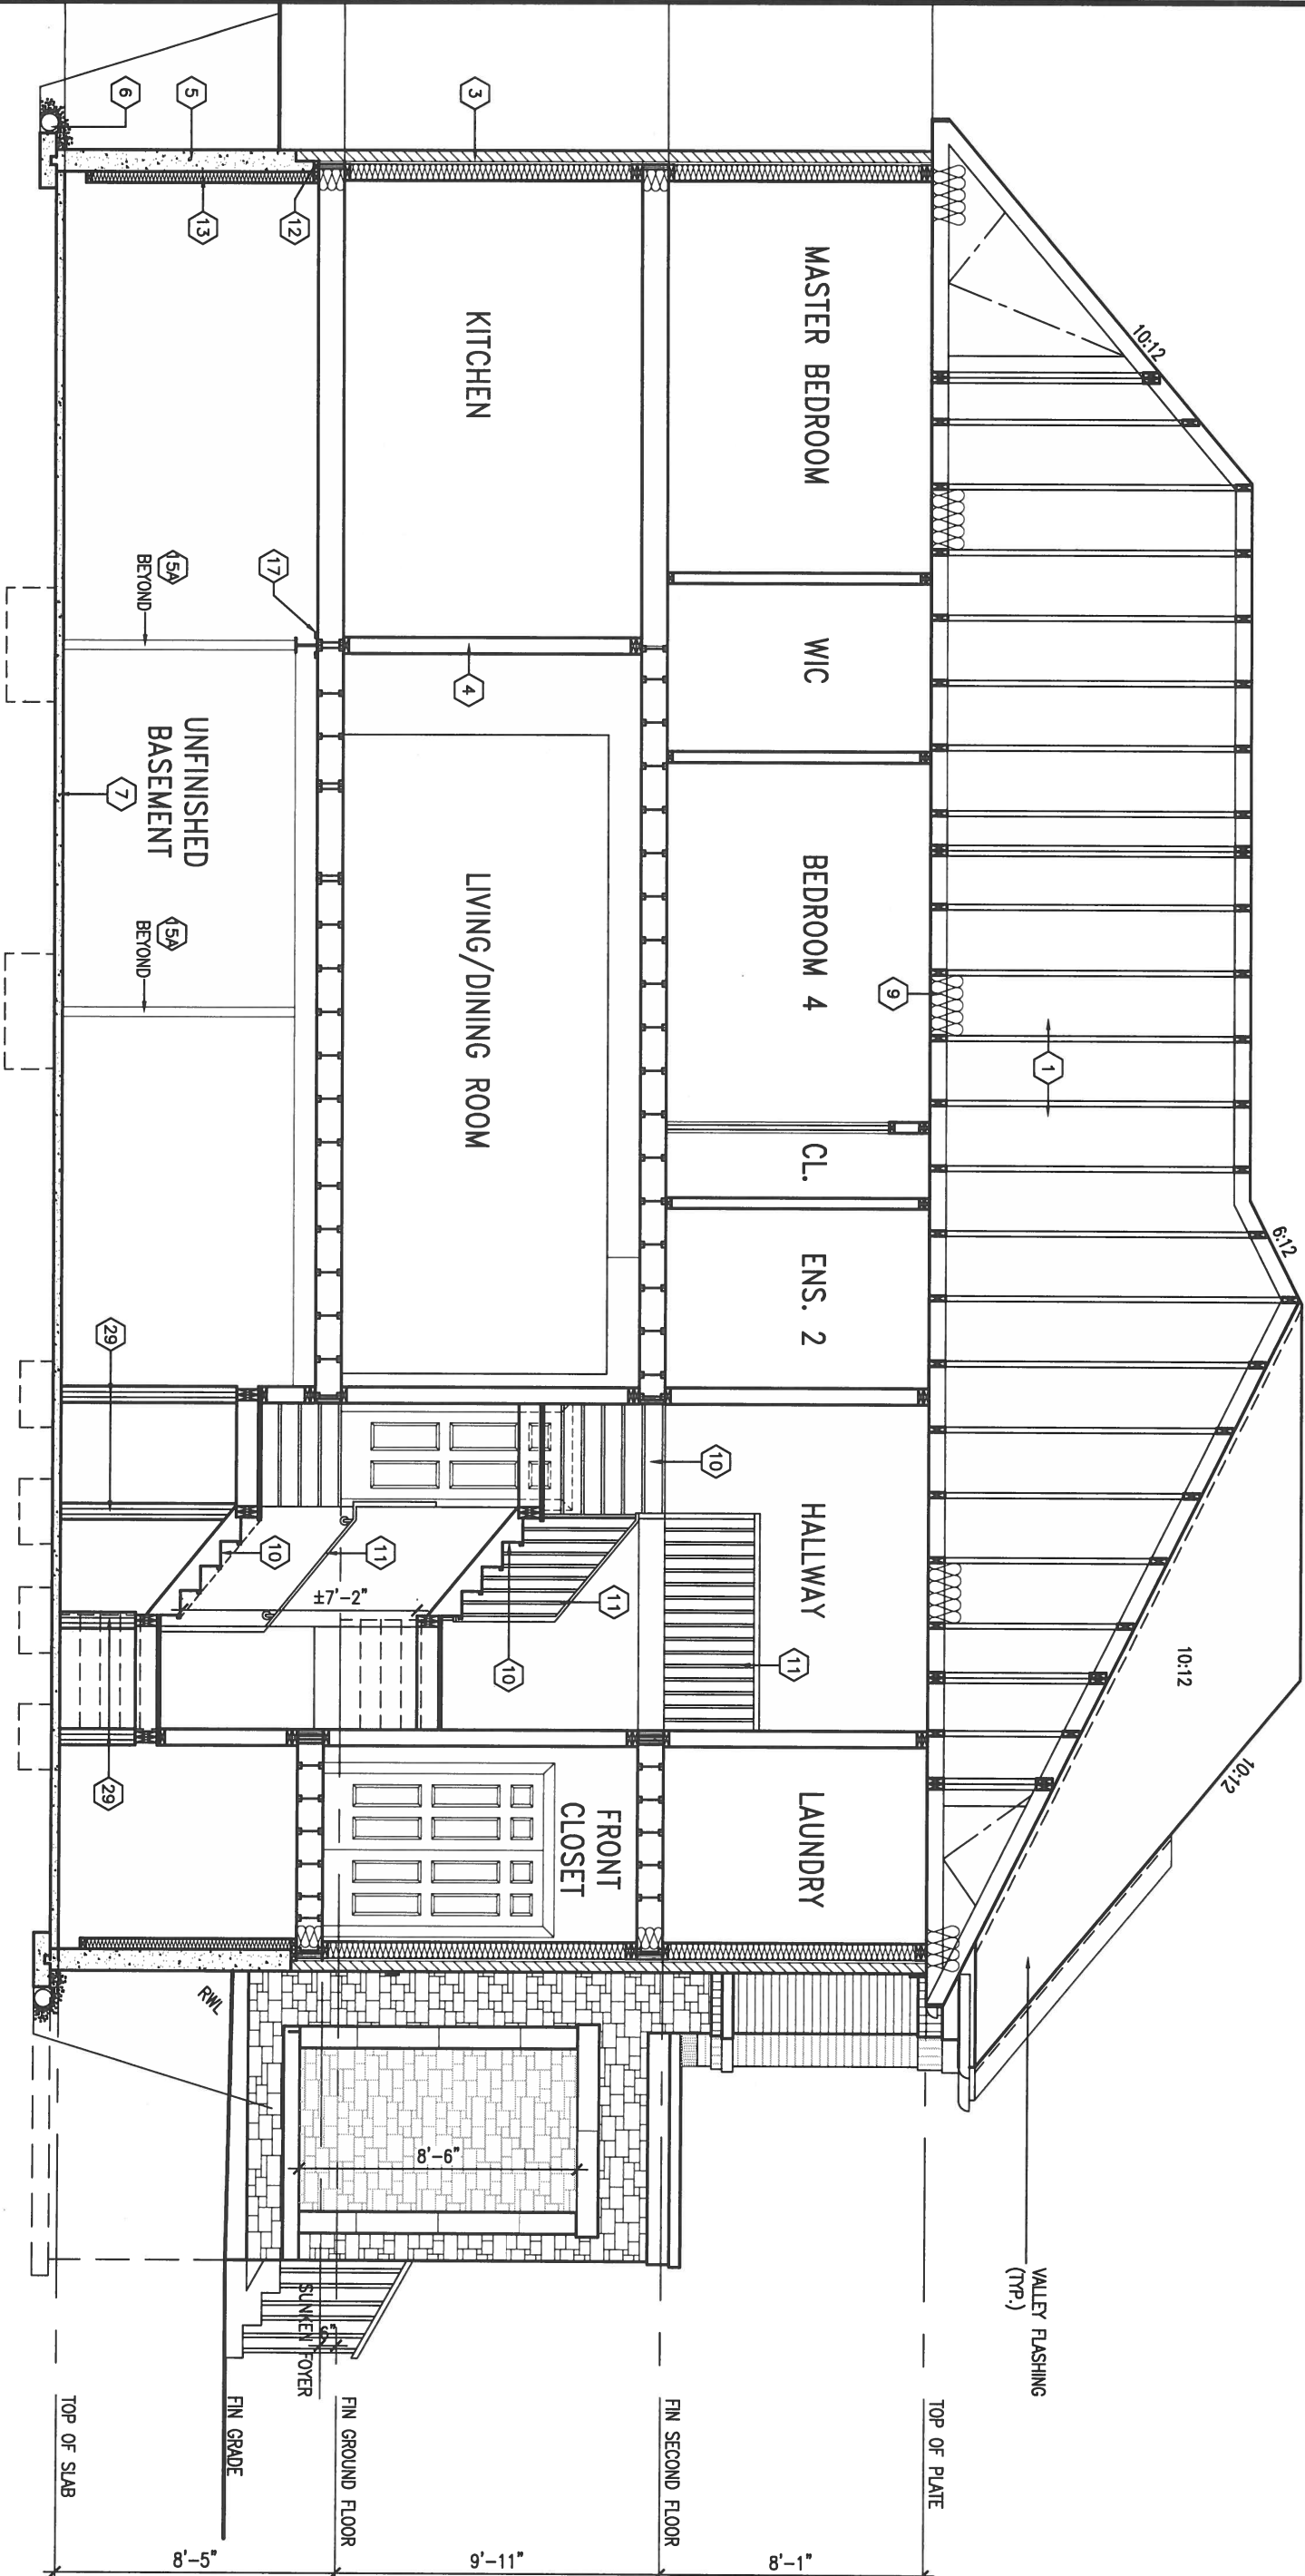 10:12
6:12
10:12
10:12
VALLEY FLASHING
(TYP.)
1
9
TOP OF PLATE
MASTER BEDROOM
WIC
BEDROOM 4
CL.
ENS. 2
HALLWAY
LAUNDRY
10
11
8'-1"
FIN SECOND FLOOR
3
KITCHEN
4
LIVING/DINING ROOM
11
11
10
±7'-2"
FRONT
CLOSET
8'-6"
9'-11"
FIN GROUND FLOOR
6"
SUNKEN FOYER
12
17
10
FIN GRADE
RWL
5
13
6
15A
BEYOND
UNFINISHED
BASEMENT
7
15A
BEYOND
29
29
8'-5"
TOP OF SLAB